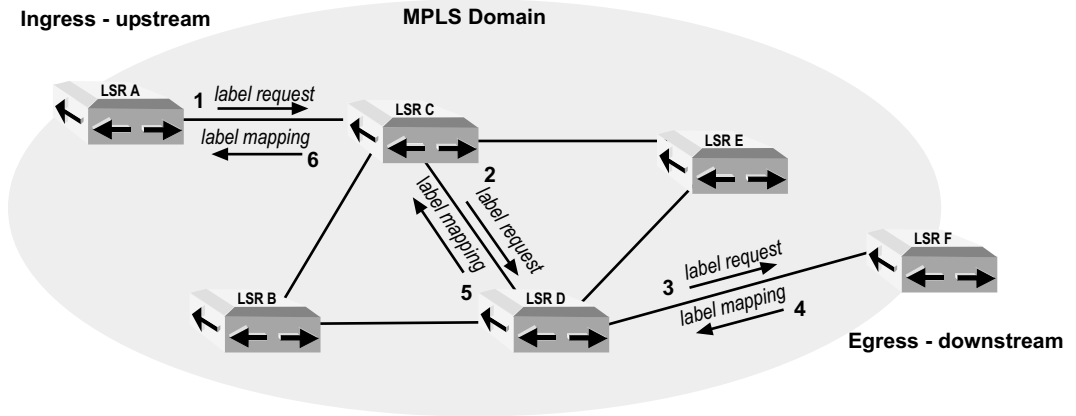 Ingress - upstream
MPLS Domain
LSR A
1
label request
LSR C
label mapping
6
LSR E
2
label request
label mapping
LSR F
3
label request
LSR B
5
LSR D
label mapping
4
Egress - downstream